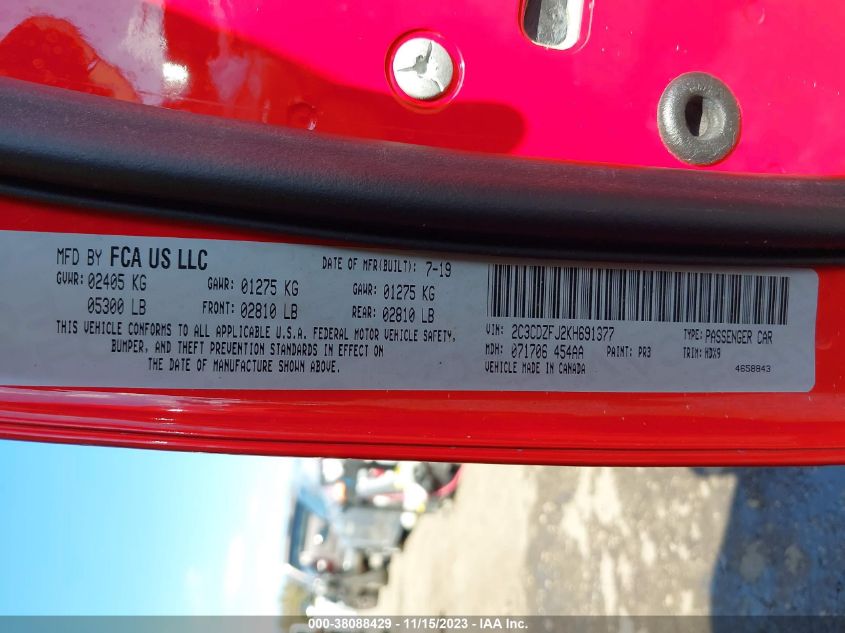 MFD BY FCA US LLC
DATE OF MFR(BUILT): 7-19
GVWR: 02405 KG
GAWR: 01275 KG
GAWR: 01275 KG
05300 LB
FRONT: 02810 LB
REAR: 02810 LB
THIS VEHICLE CONFORMS TO ALL APPLICABLE U.S.A. FEDERAL MOTOR VEHICLE SAFETY,
BUMPER, AND THEFT PREVENTION STANDARDS IN EFFECT ON
THE DATE OF MANUFACTURE SHOWN ABOVE.
VIN: 2C3CDZFJ2KH691377
TYPE: PASSENGER CAR
MDH: 071706 454AA
PAINT: PR3
TRIM: HDX9
VEHICLE MADE IN CANADA
4658843
000-38088429 - 11/15/2023 - IAA Inc.